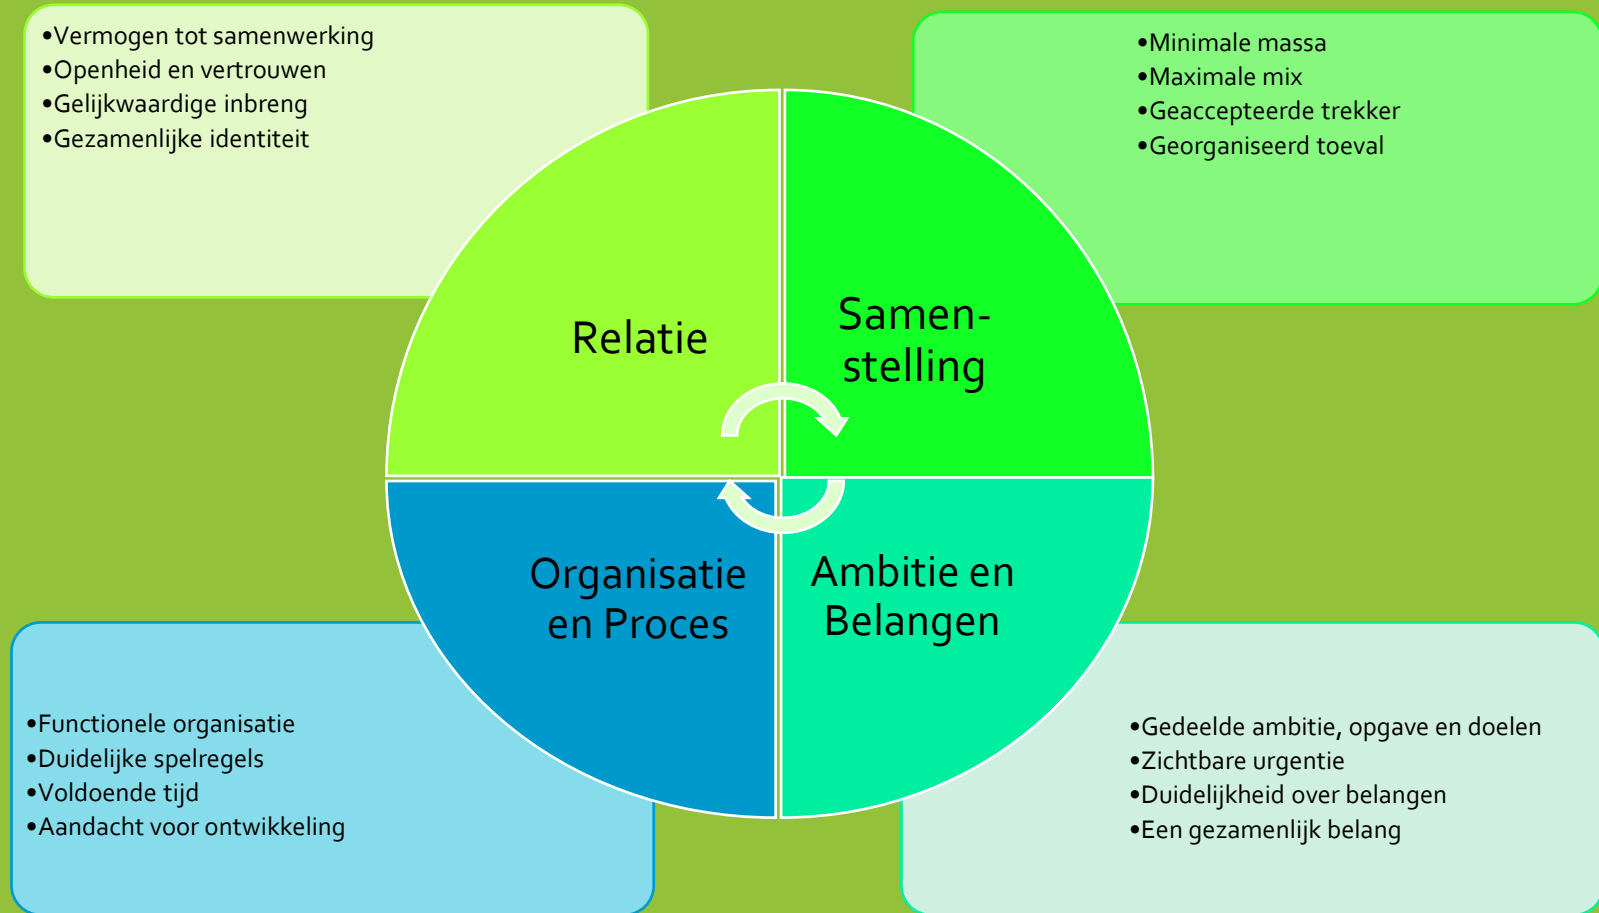 •Vermogen tot samenwerking
•Openheid en vertrouwen
•Gelijkwaardige inbreng
•Gezamenlijke identiteit
•Minimale massa
•Maximale mix
•Geaccepteerde trekker
•Georganiseerd toeval
Relatie
Samen-
stelling
Organisatie
en Proces
Ambitie en
Belangen
•Functionele organisatie
•Duidelijke spelregels
•Voldoende tijd
•Aandacht voor ontwikkeling
•Gedeelde ambitie, opgave en doelen
•Zichtbare urgentie
•Duidelijkheid over belangen
•Een gezamenlijk belang